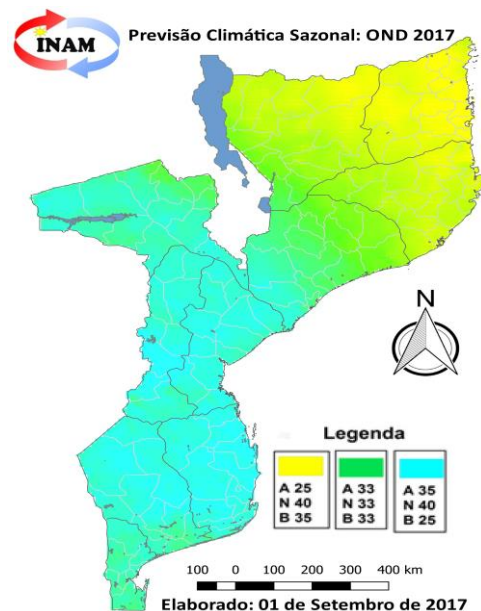 INAM
Previsão Climática Sazonal: OND 2017
N
Legenda
A 25
N 40
B 35
A 33
N 33
B 33
A 35
N 40
B 25
100 0 100 200 300 400 km
Elaborado: 01 de Setembro de 2017